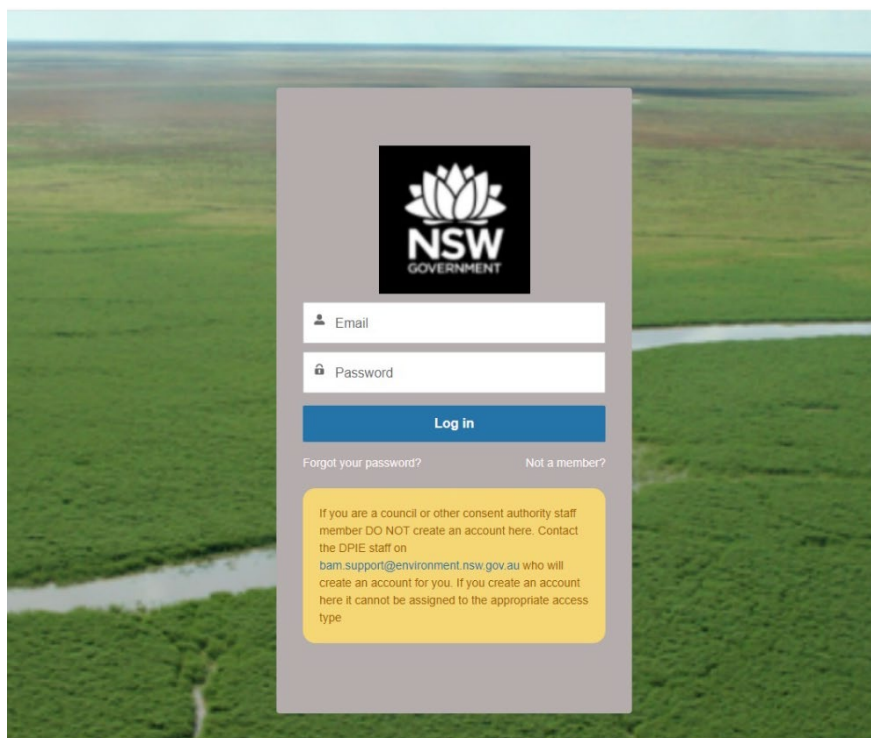 NSW
GOVERNMENT
Email
Password
Log in
Forgot your password? Not a member?
If you are a council or other consent authority staff
member DO NOT create an account here. Contact
the DPIE staff on
bam.support@environment.nsw.gov.au who will
create an account for you. If you create an account
here it cannot be assigned to the appropriate access
type